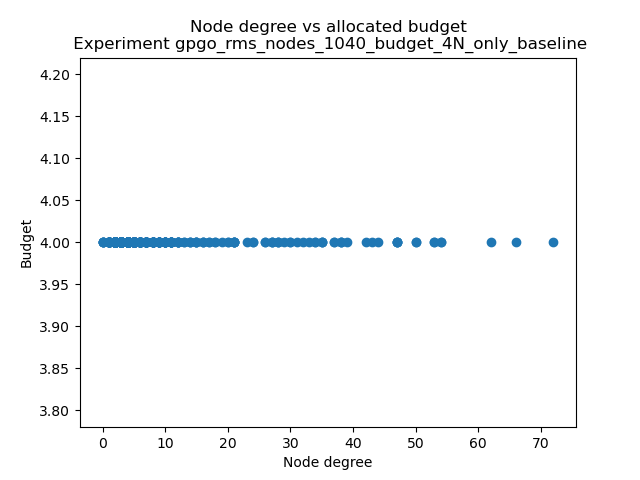 Node degree vs allocated budget
Experiment gpgo_rms_nodes_1040_budget_4N_only_baseline
4.20
4.15
4.10
4.05
4.00
3.95
3.90
3.85
3.80
Budget
0 10 20 30 40 50 60 70
Node degree